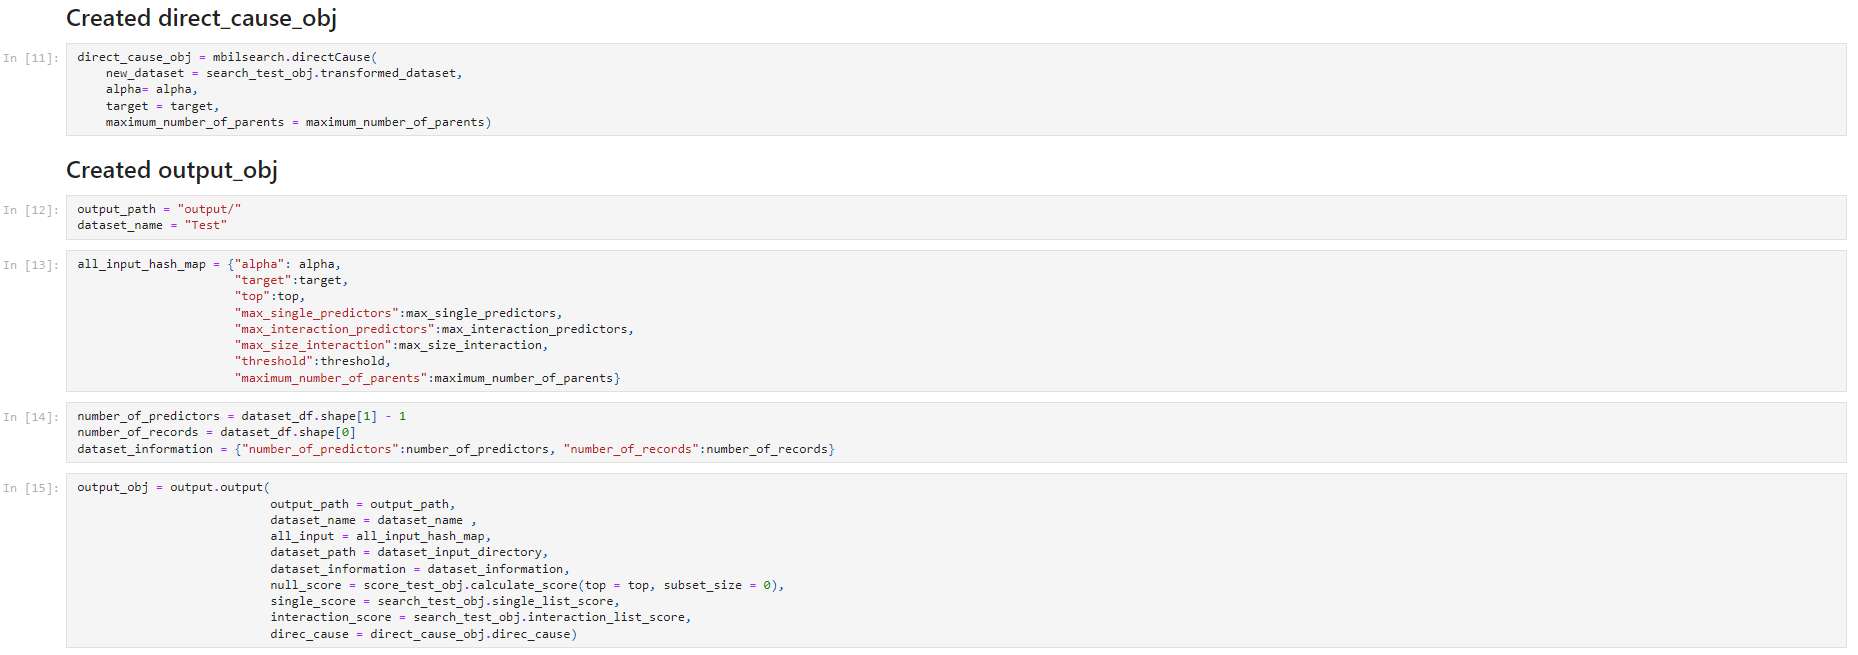 Created direct_cause_obj
In [11]:
direct_cause_obj = mbilsearch.directCause(
    new_dataset = search_test_obj.transformed_dataset,
    alpha= alpha,
    target = target,
    maximum_number_of_parents = maximum_number_of_parents)
Created output_obj
In [12]:
output_path = "output/"
dataset_name = "Test"
In [13]:
all_input_hash_map = {"alpha": alpha,
                      "target":target,
                      "top":top,
                      "max_single_predictors":max_single_predictors,
                      "max_interaction_predictors":max_interaction_predictors,
                      "max_size_interaction":max_size_interaction,
                      "threshold":threshold,
                      "maximum_number_of_parents":maximum_number_of_parents}
In [14]:
number_of_predictors = dataset_df.shape[1] - 1
number_of_records = dataset_df.shape[0]
dataset_information = {"number_of_predictors":number_of_predictors, "number_of_records":number_of_records}
In [15]:
output_obj = output.output(
                           output_path = output_path,
                           dataset_name = dataset_name ,
                           all_input = all_input_hash_map,
                           dataset_path = dataset_input_directory,
                           dataset_information = dataset_information,
                           null_score = score_test_obj.calculate_score(top = top, subset_size = 0),
                           single_score = search_test_obj.single_list_score,
                           interaction_score = search_test_obj.interaction_list_score,
                           direc_cause = direct_cause_obj.direc_cause)